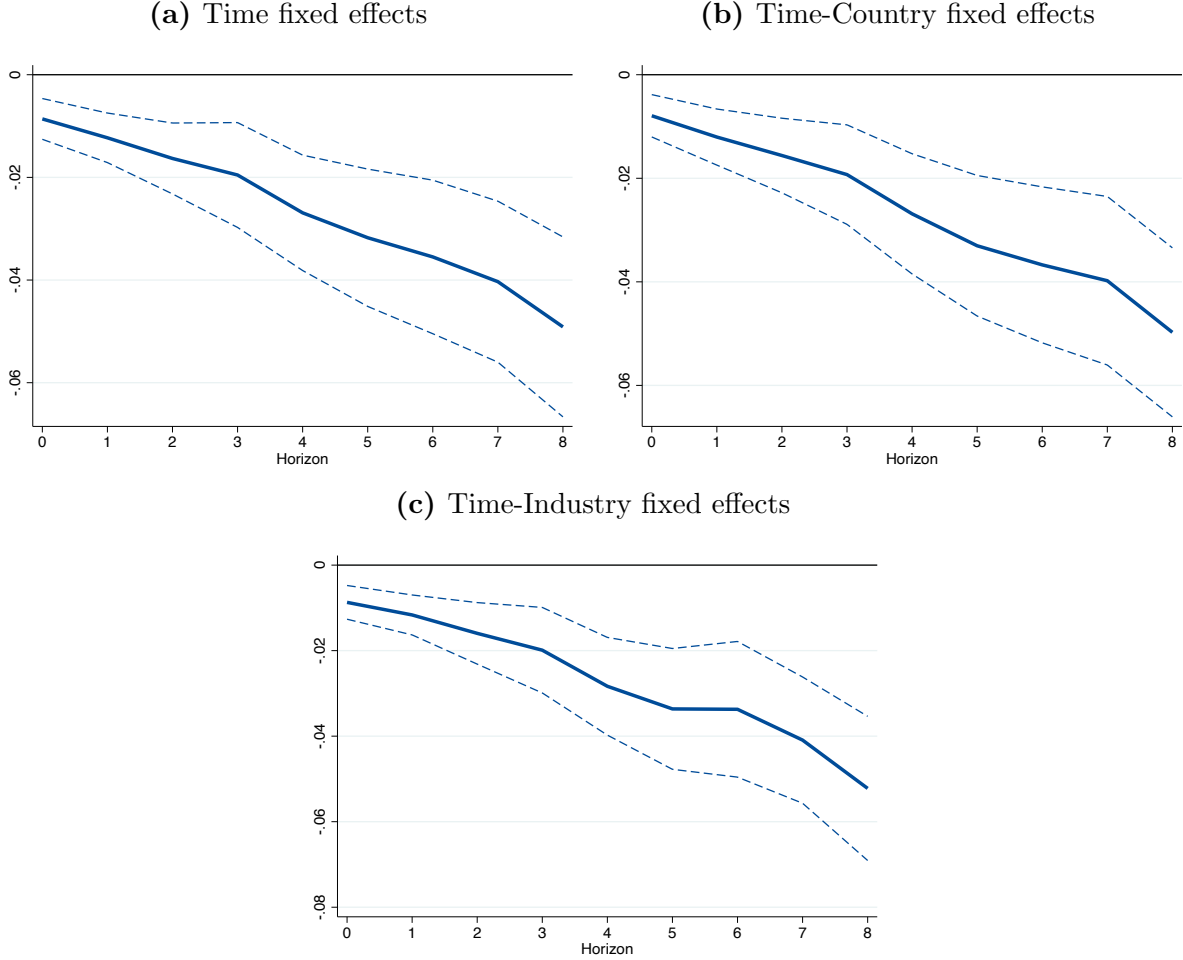 (a) Time fixed effects
0
-.02
-.04
-.06
0 1 2 3 4 5 6 7 8
Horizon
(b) Time-Country fixed effects
0
-.02
-.04
-.06
0 1 2 3 4 5 6 7 8
Horizon
(c) Time-Industry fixed effects
0
-.02
-.04
-.06
-.08
0 1 2 3 4 5 6 7 8
Horizon